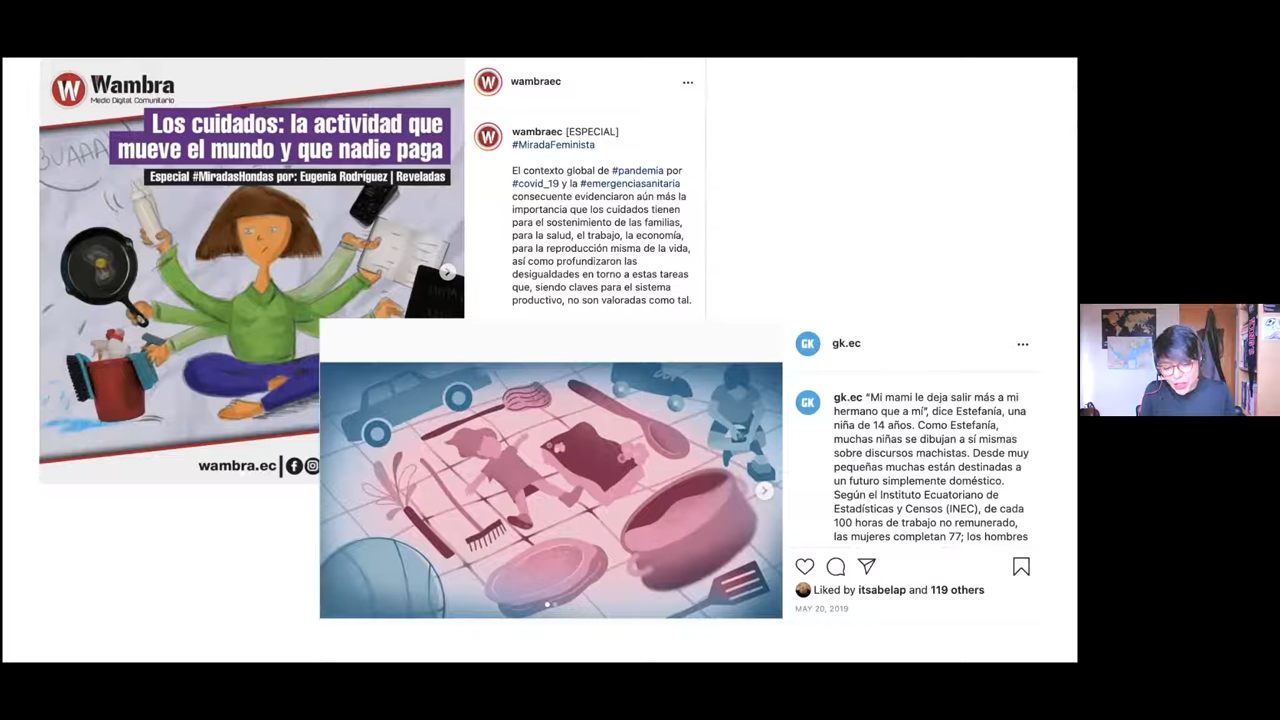 W Wambra
Medio Digital Comunitario
Los cuidados: la actividad que
mueve el mundo y que nadie paga
Especial #MiradasHondas por: Eugenia Rodríguez | Reveladas
BUAAA
wambra.ec
W wambraec ...
W wambraec [ESPECIAL]
#MiradaFeminista
El contexto global de #pandemia por
#covid_19 y la #emergenciasanitaria
consecuente evidenciaron aún más la
importancia que los cuidados tienen
para el sostenimiento de las familias,
para la salud, el trabajo, la economía,
para la reproducción misma de la vida,
así como profundizaron las
desigualdades en torno a estas tareas
que, siendo claves para el sistema
productivo, no son valoradas como tal.
GK gk.ec ...
GK gk.ec “Mi mami le deja salir más a mi
hermano que a mí”, dice Estefanía, una
niña de 14 años. Como Estefanía,
muchas niñas se dibujan a sí mismas
sobre discursos machistas. Desde muy
pequeñas muchas están destinadas a
un futuro simplemente doméstico.
Según el Instituto Ecuatoriano de
Estadísticas y Censos (INEC), de cada
100 horas de trabajo no remunerado,
las mujeres completan 77; los hombres
Liked by itsabelap and 119 others
MAY 20, 2019